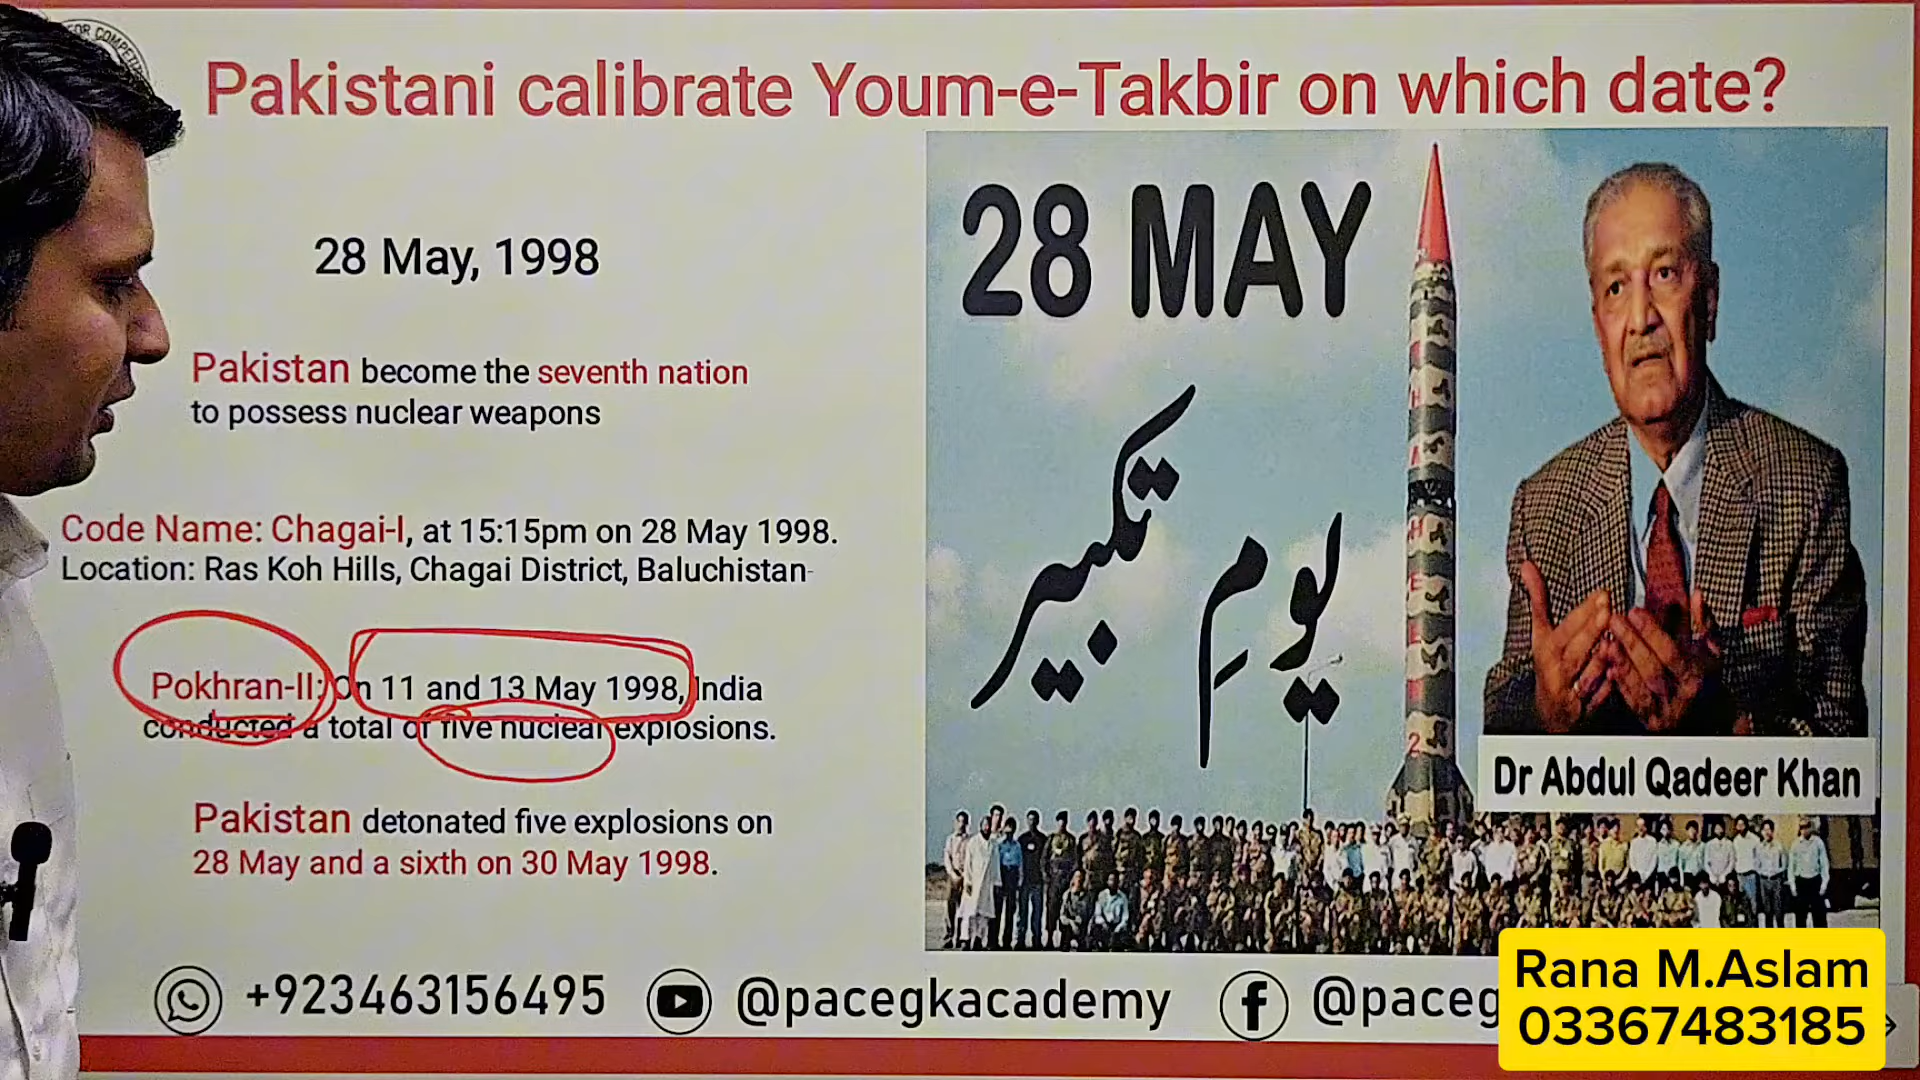 FOR COMPETI
Pakistani calibrate Youm-e-Takbir on which date?
28 May, 1998
Pakistan become the seventh nation
to possess nuclear weapons
Code Name: Chagai-I, at 15:15pm on 28 May 1998.
Location: Ras Koh Hills, Chagai District, Baluchistan
Pokhran-II: On 11 and 13 May 1998, India
conducted a total of five nuclear explosions.
Pakistan detonated five explosions on
28 May and a sixth on 30 May 1998.
28 MAY
یومِ تکبیر
Dr Abdul Qadeer Khan
+923463156495 @pacegkacademy @paceg
Rana M.Aslam
03367483185